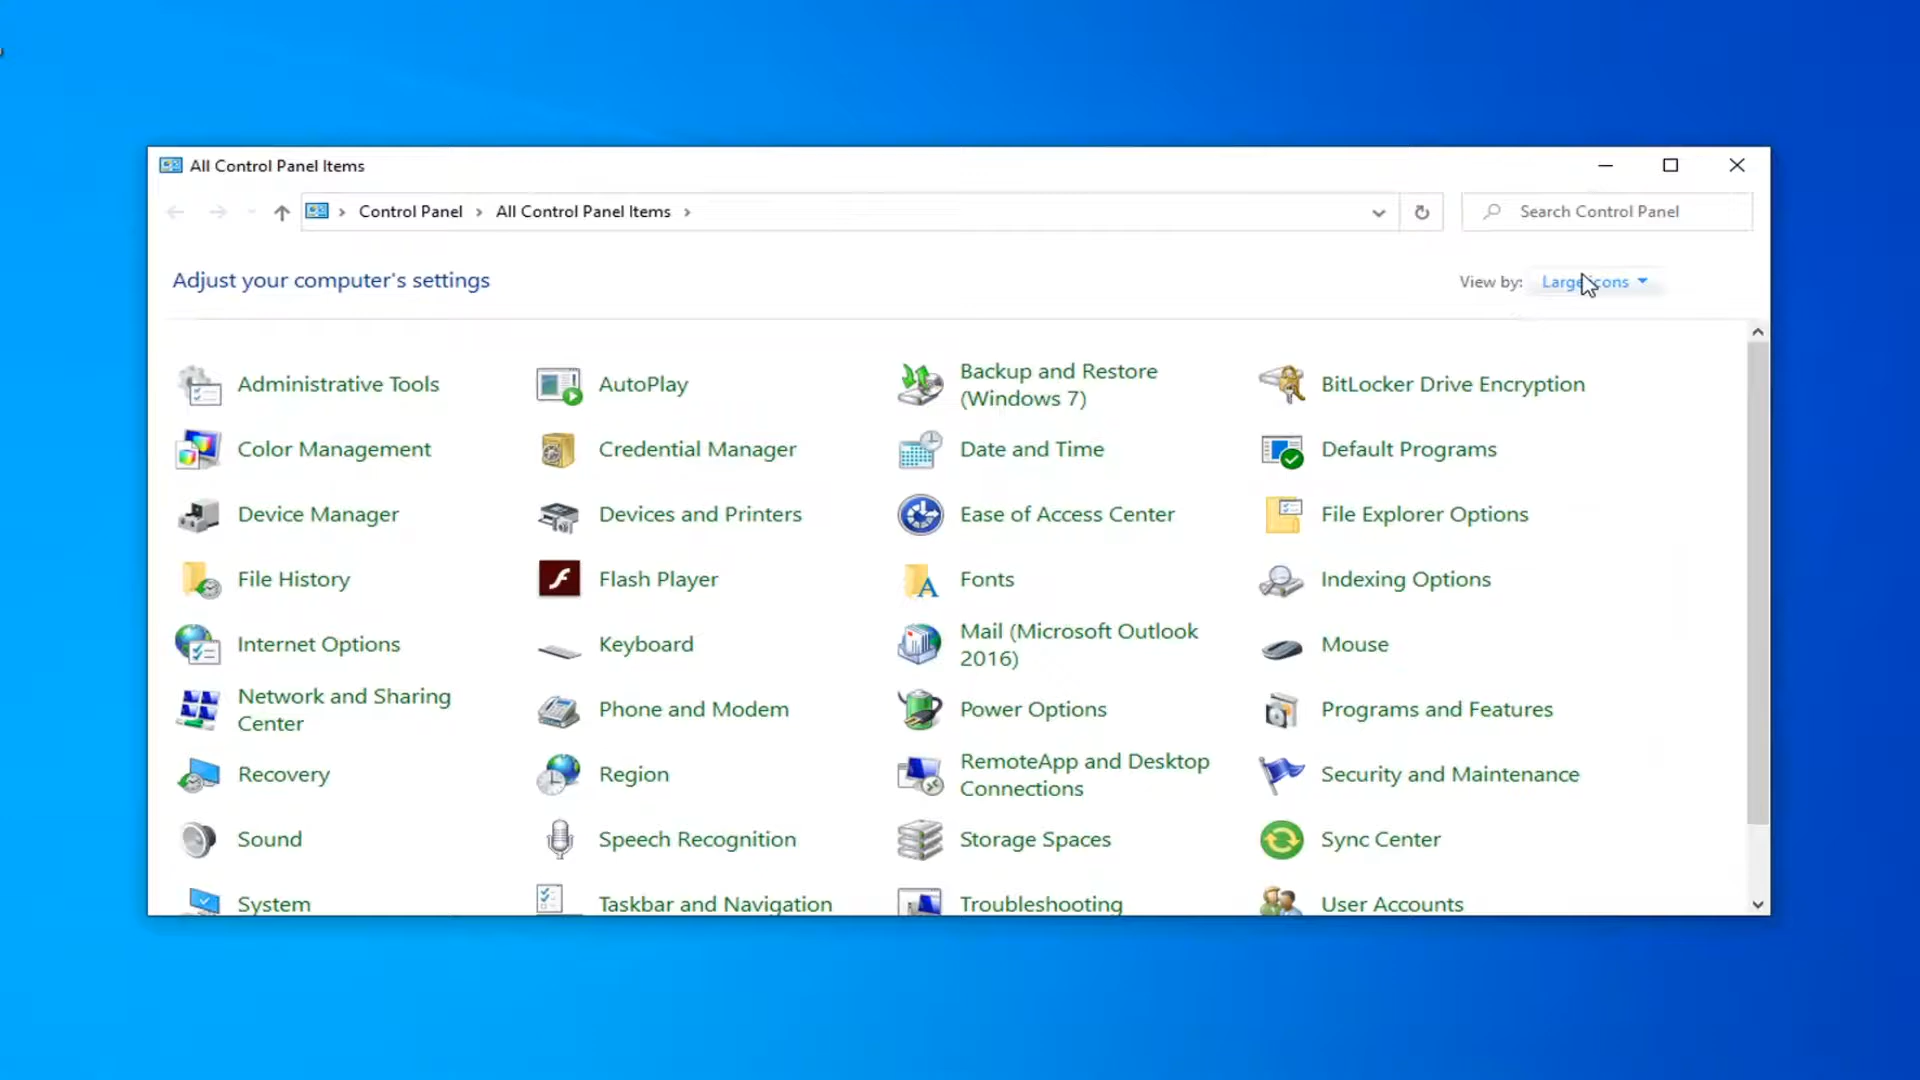 All Control Panel Items
Control Panel
All Control Panel Items
Search Control Panel
Adjust your computer's settings
View by:
Large icons
Administrative Tools
AutoPlay
Backup and Restore
(Windows 7)
BitLocker Drive Encryption
Color Management
Credential Manager
Date and Time
Default Programs
Device Manager
Devices and Printers
Ease of Access Center
File Explorer Options
File History
Flash Player
Fonts
Indexing Options
Internet Options
Keyboard
Mail (Microsoft Outlook
2016)
Mouse
Network and Sharing
Center
Phone and Modem
Power Options
Programs and Features
Recovery
Region
RemoteApp and Desktop
Connections
Security and Maintenance
Sound
Speech Recognition
Storage Spaces
Sync Center
System
Taskbar and Navigation
Troubleshooting
User Accounts